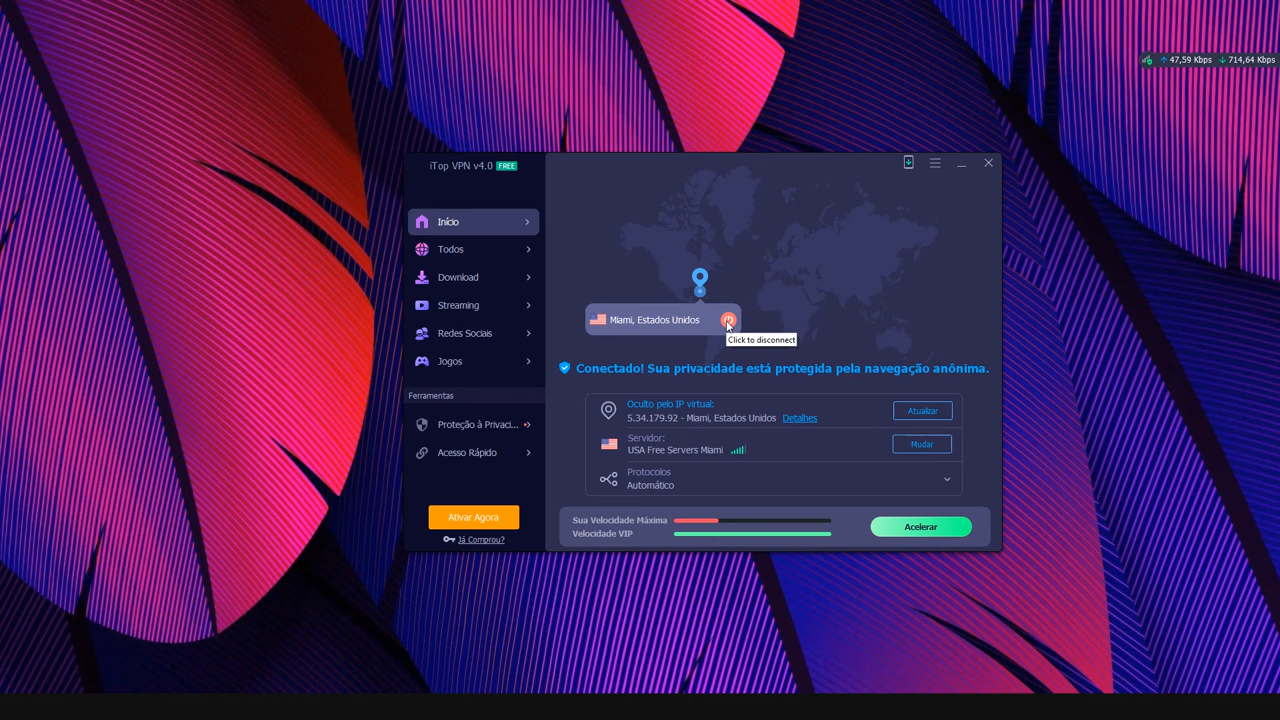 47,59 Kbps 714,64 Kbps
iTop VPN v4.0 FREE
Início
Todos
Download
Streaming
Redes Sociais
Jogos
Ferramentas
Proteção à Privaci...
Acesso Rápido
Ativar Agora
Já Comprou?
Miami, Estados Unidos
Click to disconnect
Conectado! Sua privacidade está protegida pela navegação anônima.
Oculto pelo IP virtual:
5.34.179.92 - Miami, Estados Unidos Detalhes
Atualizar
Servidor:
USA Free Servers Miami
Mudar
Protocolos
Automático
Sua Velocidade Máxima
Velocidade VIP
Acelerar